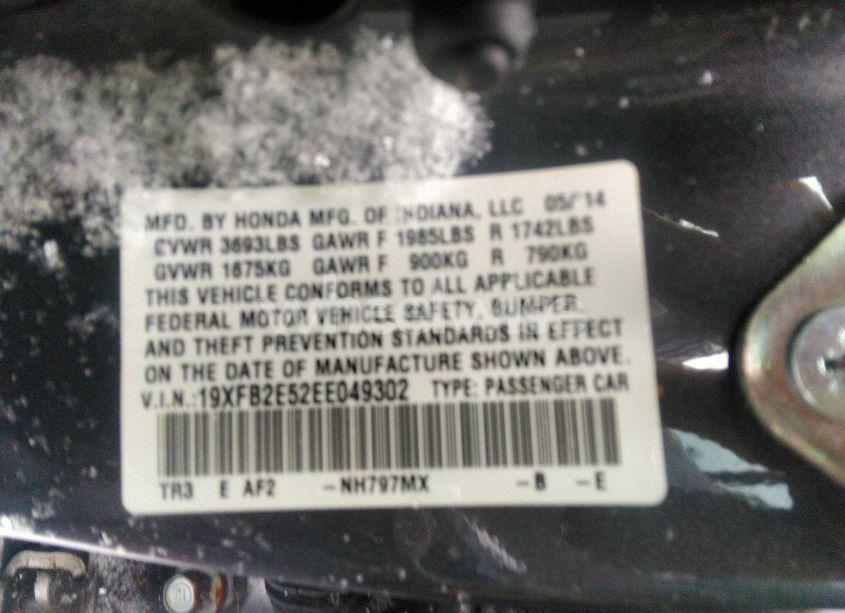 MFD. BY HONDA MFG. OF INDIANA, LLC 05/14
GVWR 3693LBS GAWR F 1985LBS R 1742LBS
GVWR 1675KG GAWR F 900KG R 790KG
THIS VEHICLE CONFORMS TO ALL APPLICABLE
FEDERAL MOTOR VEHICLE SAFETY, BUMPER,
AND THEFT PREVENTION STANDARDS IN EFFECT
ON THE DATE OF MANUFACTURE SHOWN ABOVE.
V.I.N.:19XFB2E52EE049302 TYPE: PASSENGER CAR
TR3 E AF2 -NH797MX -B -E